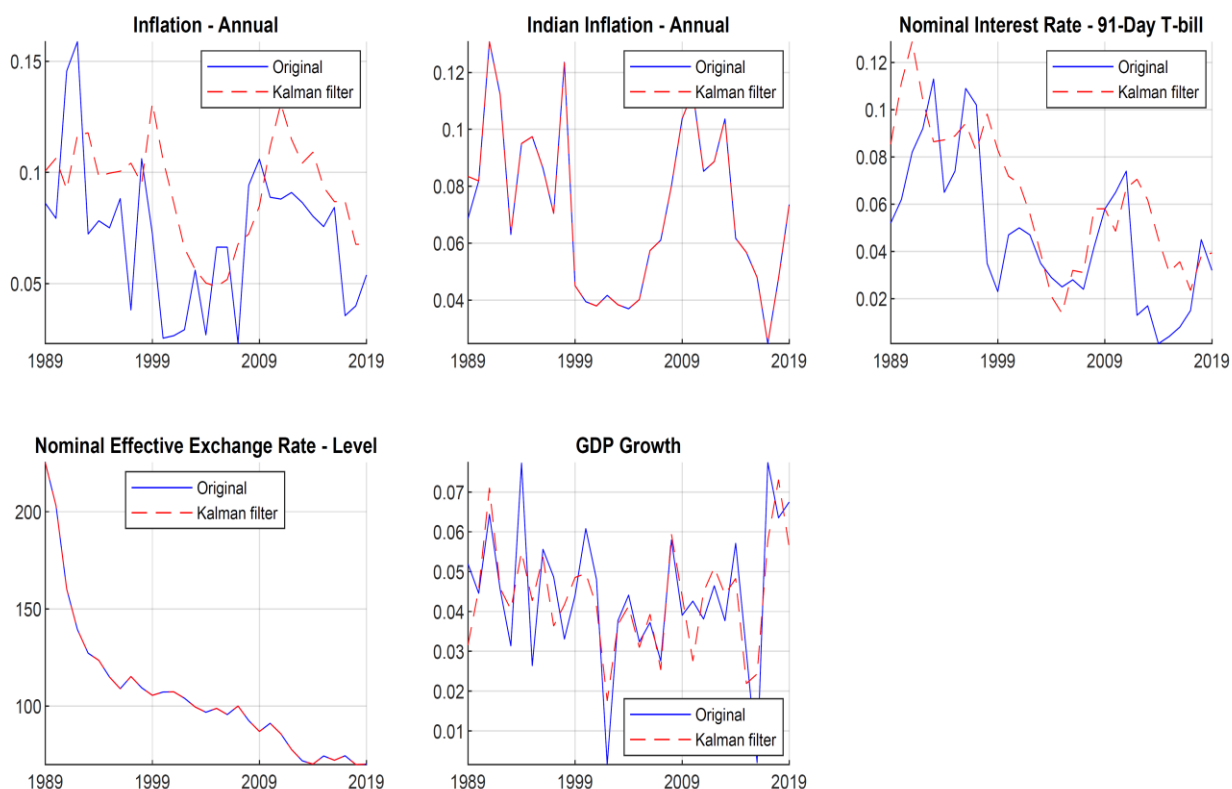 Inflation - Annual
0.15
0.1
0.05
1989 1999 2009 2019
Original
Kalman filter
Indian Inflation - Annual
0.12
0.1
0.08
0.06
0.04
1989 1999 2009 2019
Original
Kalman filter
Nominal Interest Rate - 91-Day T-bill
0.12
0.1
0.08
0.06
0.04
0.02
1989 1999 2009 2019
Original
Kalman filter
Nominal Effective Exchange Rate - Level
200
150
100
1989 1999 2009 2019
Original
Kalman filter
GDP Growth
0.07
0.06
0.05
0.04
0.03
0.02
0.01
1989 1999 2009 2019
Original
Kalman filter